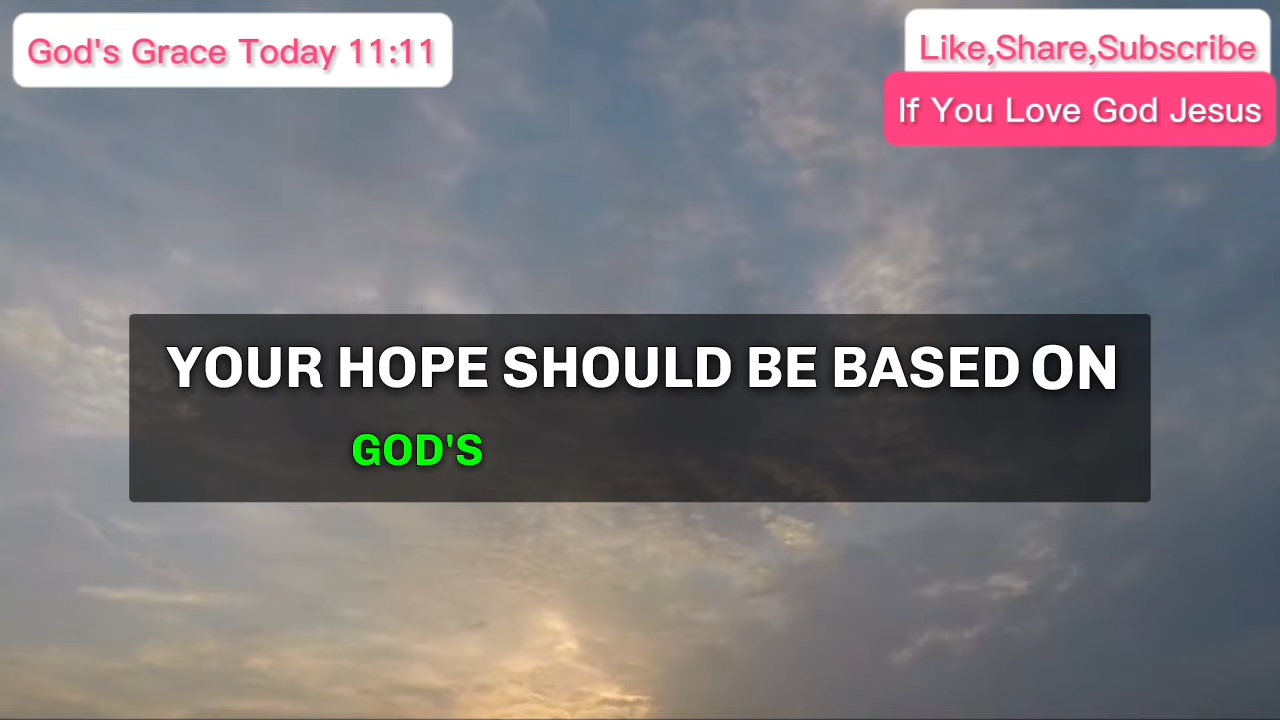 God's Grace Today 11:11
Like,Share,Subscribe
If You Love God Jesus
YOUR HOPE SHOULD BE BASED ON
GOD'S